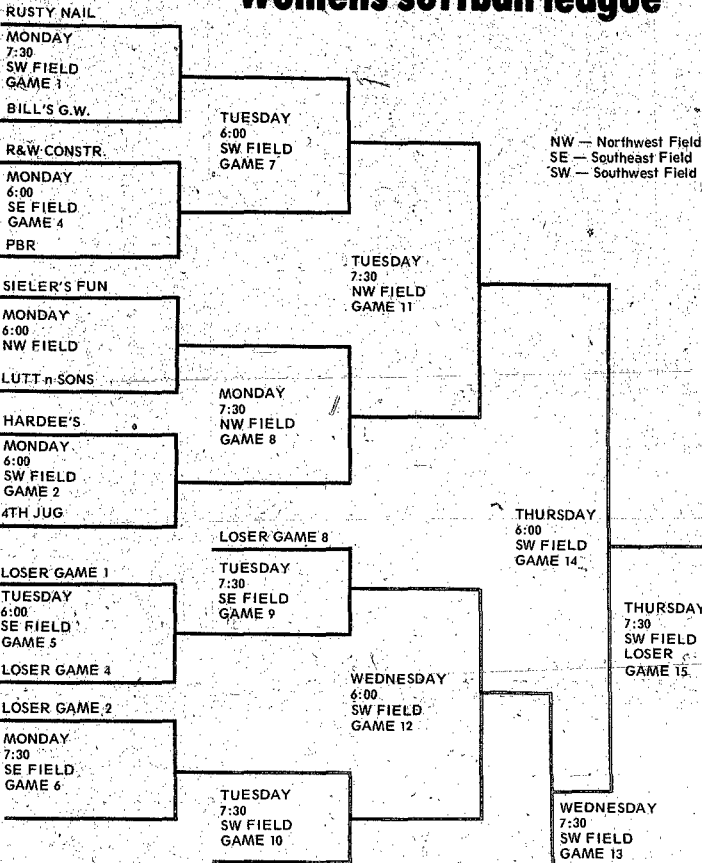 Womens softball league
RUSTY NAIL
MONDAY
7:30
SW FIELD
GAME 1
BILL'S G.W.
R&W CONSTR.
MONDAY
6:00
SE FIELD
GAME 4
PBR
SIELER'S FUN
MONDAY
6:00
NW FIELD
LUTT n SONS
HARDEE'S
MONDAY
6:00
SW FIELD
GAME 2
4TH JUG
LOSER GAME 1
TUESDAY
6:00
SE FIELD
GAME 5
LOSER GAME 4
LOSER GAME 2
MONDAY
7:30
SE FIELD
GAME 6
TUESDAY
6:00
SW FIELD
GAME 7
MONDAY
7:30
NW FIELD
GAME 8
LOSER GAME 8
TUESDAY
7:30
SE FIELD
GAME 9
TUESDAY
7:30
SW FIELD
GAME 10
TUESDAY
7:30
NW FIELD
GAME 11
WEDNESDAY
6:00
SW FIELD
GAME 12
NW — Northwest Field
SE — Southeast Field
SW — Southwest Field
THURSDAY
6:00
SW FIELD
GAME 14
WEDNESDAY
7:30
SW FIELD
GAME 13
THURSDAY
7:30
SW FIELD
LOSER
GAME 15